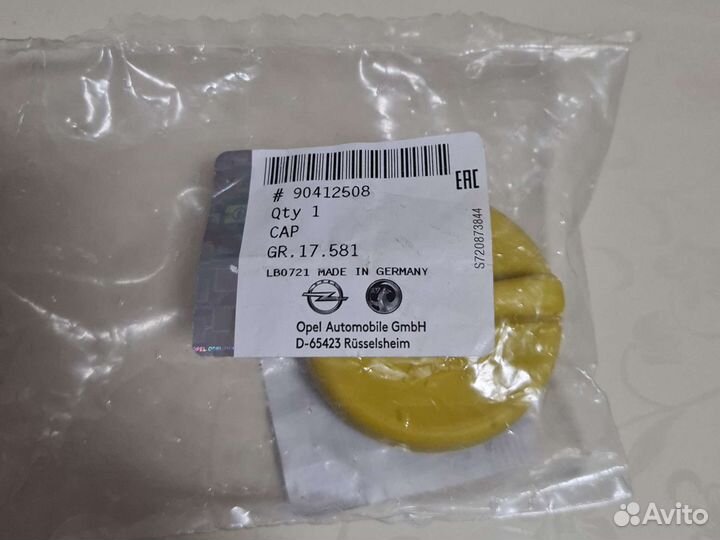 # 90412508
Qty 1
CAP
GR.17.581
LB0721 MADE IN GERMANY
Opel Automobile GmbH
D-65423 Rüsselsheim
EAC
S720873844
OPEL
Avito